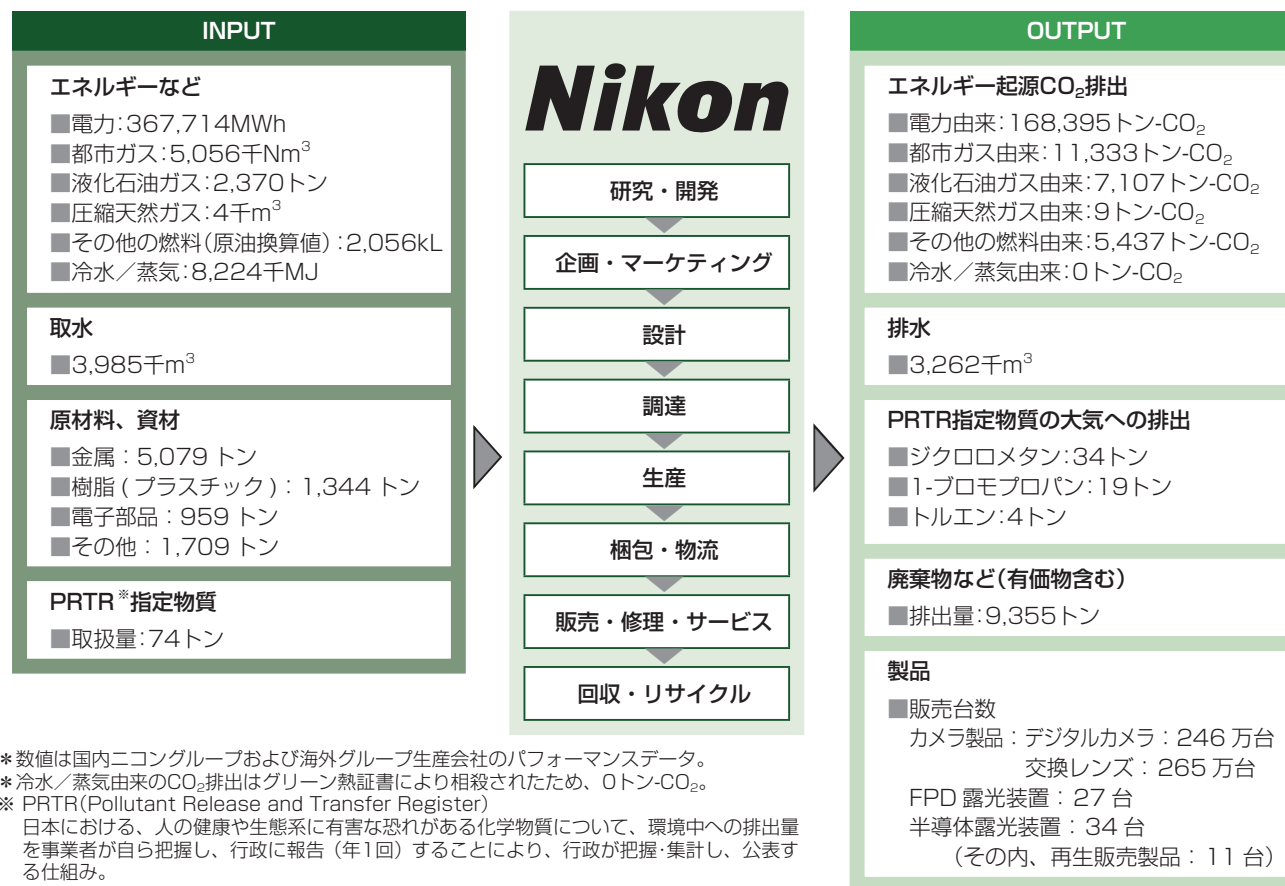 INPUT
エネルギーなど
■電力：367,714MWh
■都市ガス：5,056千Nm³
■液化石油ガス：2,370トン
■圧縮天然ガス：4千m³
■その他の燃料（原油換算値）：2,056kL
■冷水／蒸気：8,224千MJ
取水
■3,985千m³
原材料、資材
■金属：5,079 トン
■樹脂 ( プラスチック )：1,344 トン
■電子部品：959 トン
■その他：1,709 トン
PRTR※指定物質
■取扱量：74トン
Nikon
研究・開発
企画・マーケティング
設計
調達
生産
梱包・物流
販売・修理・サービス
回収・リサイクル
OUTPUT
エネルギー起源CO₂排出
■電力由来：168,395トン-CO₂
■都市ガス由来：11,333トン-CO₂
■液化石油ガス由来：7,107トン-CO₂
■圧縮天然ガス由来：9トン-CO₂
■その他の燃料由来：5,437トン-CO₂
■冷水／蒸気由来：0トン-CO₂
排水
■3,262千m³
PRTR指定物質の大気への排出
■ジクロロメタン：34トン
■1-ブロモプロパン：19トン
■トルエン：4トン
廃棄物など（有価物含む）
■排出量：9,355トン
製品
■販売台数
カメラ製品：デジタルカメラ：246 万台
交換レンズ：265 万台
FPD 露光装置：27 台
半導体露光装置：34 台
（その内、再生販売製品：11 台）
＊数値は国内ニコングループおよび海外グループ生産会社のパフォーマンスデータ。
＊冷水／蒸気由来のCO₂排出はグリーン熱証書により相殺されたため、0トン-CO₂。
※ PRTR（Pollutant Release and Transfer Register）
日本における、人の健康や生態系に有害な恐れがある化学物質について、環境中への排出量
を事業者が自ら把握し、行政に報告（年1回）することにより、行政が把握・集計し、公表す
る仕組み。